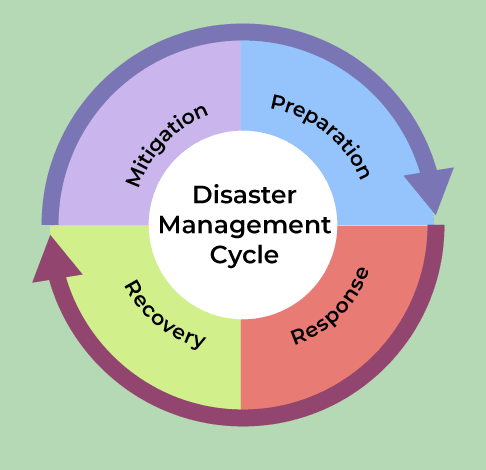 Mitigation
Preparation
Disaster
Management
Cycle
Recovery
Response